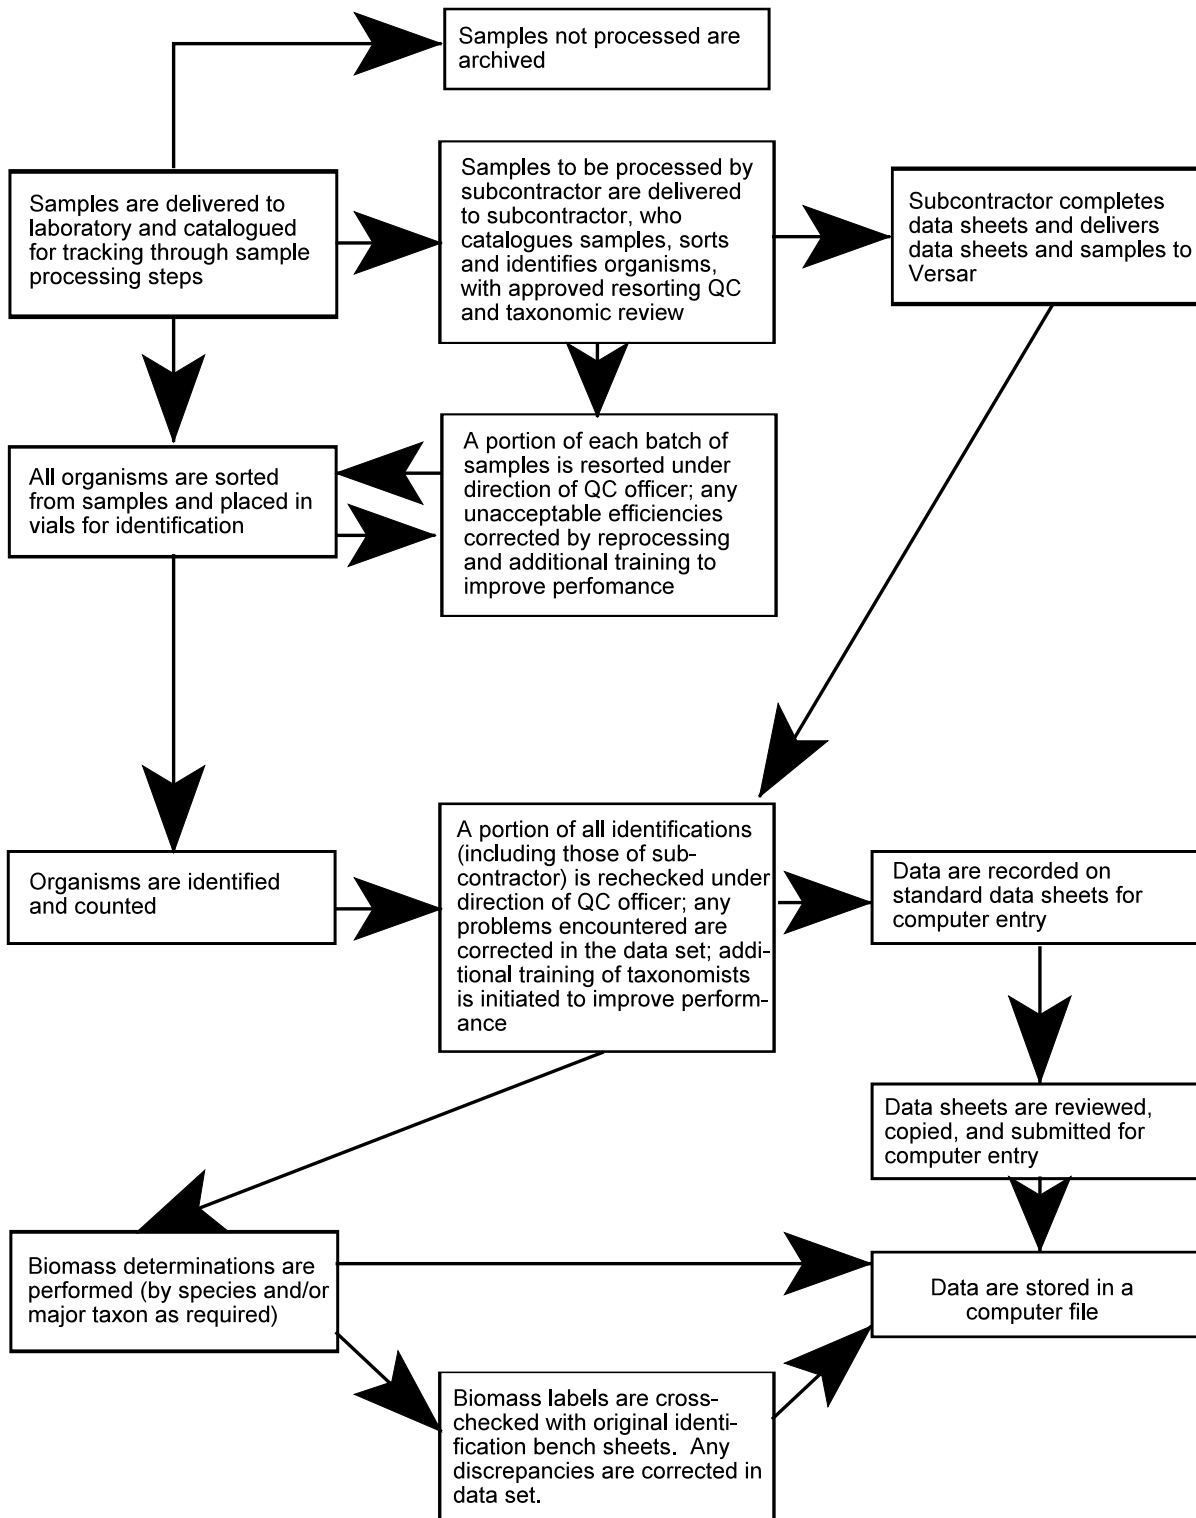 Samples not processed are
archived
Samples are delivered to
laboratory and catalogued
for tracking through sample
processing steps
Samples to be processed by
subcontractor are delivered
to subcontractor, who
catalogues samples, sorts
and identifies organisms,
with approved resorting QC
and taxonomic review
Subcontractor completes
data sheets and delivers
data sheets and samples to
Versar
All organisms are sorted
from samples and placed in
vials for identification
A portion of each batch of
samples is resorted under
direction of QC officer; any
unacceptable efficiencies
corrected by reprocessing
and additional training to
improve perfomance
Organisms are identified
and counted
A portion of all identifications
(including those of sub-
contractor) is rechecked under
direction of QC officer; any
problems encountered are
corrected in the data set; addi-
tional training of taxonomists
is initiated to improve perform-
ance
Data are recorded on
standard data sheets for
computer entry
Data sheets are reviewed,
copied, and submitted for
computer entry
Biomass determinations are
performed (by species and/or
major taxon as required)
Data are stored in a
computer file
Biomass labels are cross-
checked with original identi-
fication bench sheets.  Any
discrepancies are corrected in
data set.